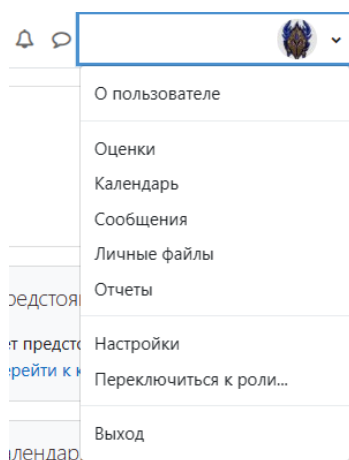 О пользователе
Оценки
Календарь
Сообщения
Личные файлы
Отчеты
Настройки
Переключиться к роли...
Выход